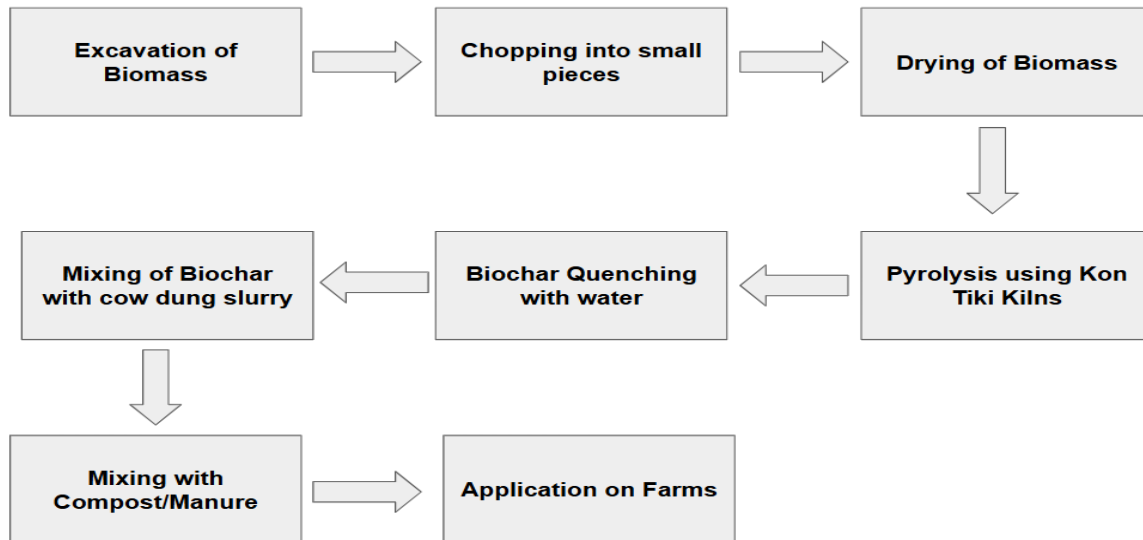 Excavation of
Biomass
Chopping into small
pieces
Drying of Biomass
Pyrolysis using Kon
Tiki Kilns
Biochar Quenching
with water
Mixing of Biochar
with cow dung slurry
Mixing with
Compost/Manure
Application on Farms